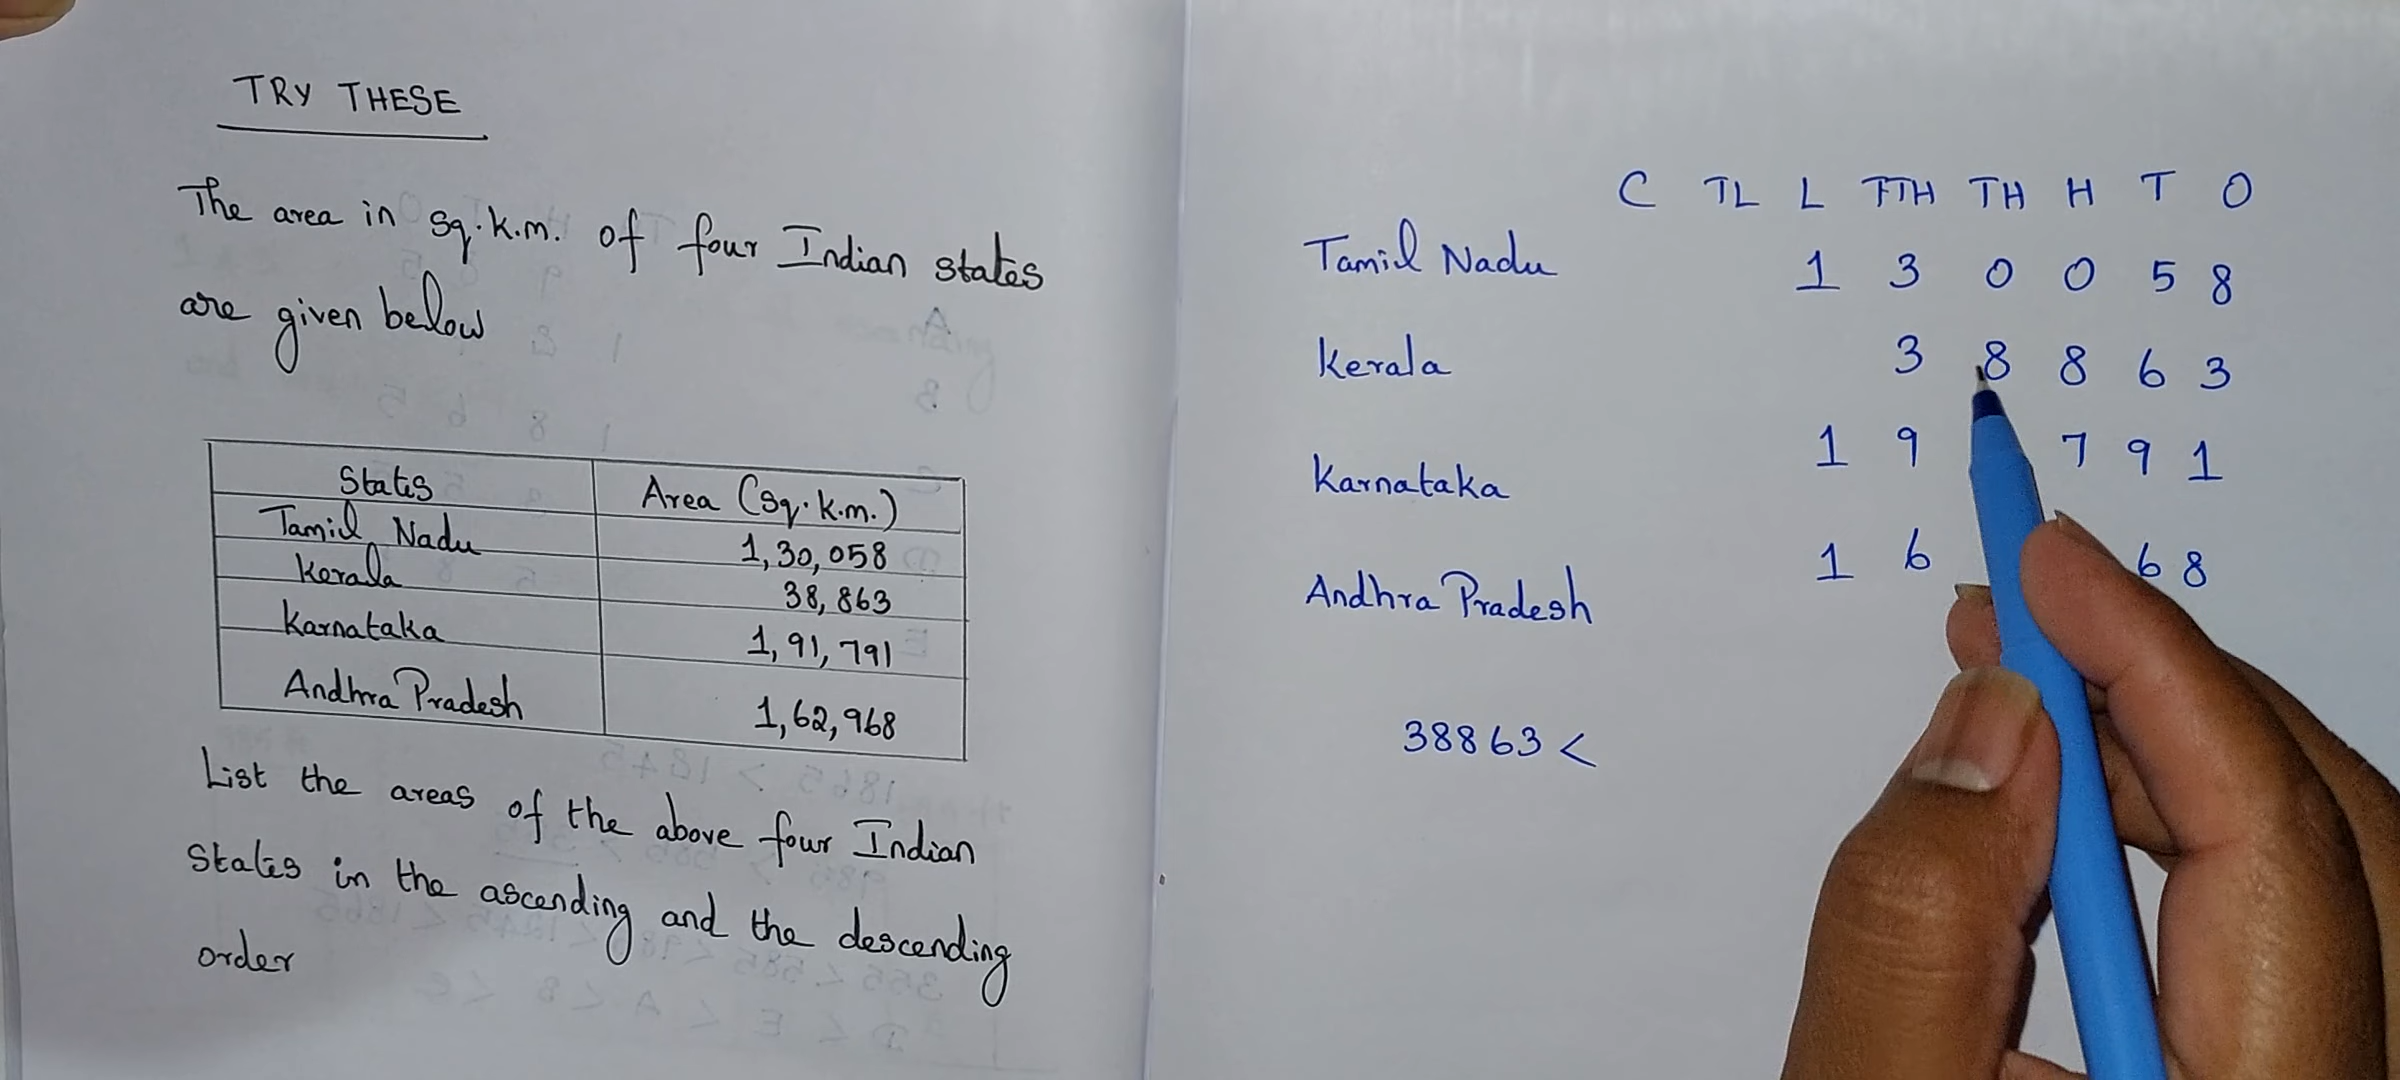 TRY THESE
The area in sq.k.m. of four Indian states
are given below
States Area (sq.k.m.)
Tamil Nadu 1,30,058
Kerala 38,863
Karnataka 1,91,791
Andhra Pradesh 1,62,968
List the areas of the above four Indian
states in the ascending and the descending
order
C TL L TTH TH H T O
Tamil Nadu 1 3 0 0 5 8
Kerala 3 8 8 6 3
Karnataka 1 9 7 9 1
Andhra Pradesh 1 6 6 8
38863 <